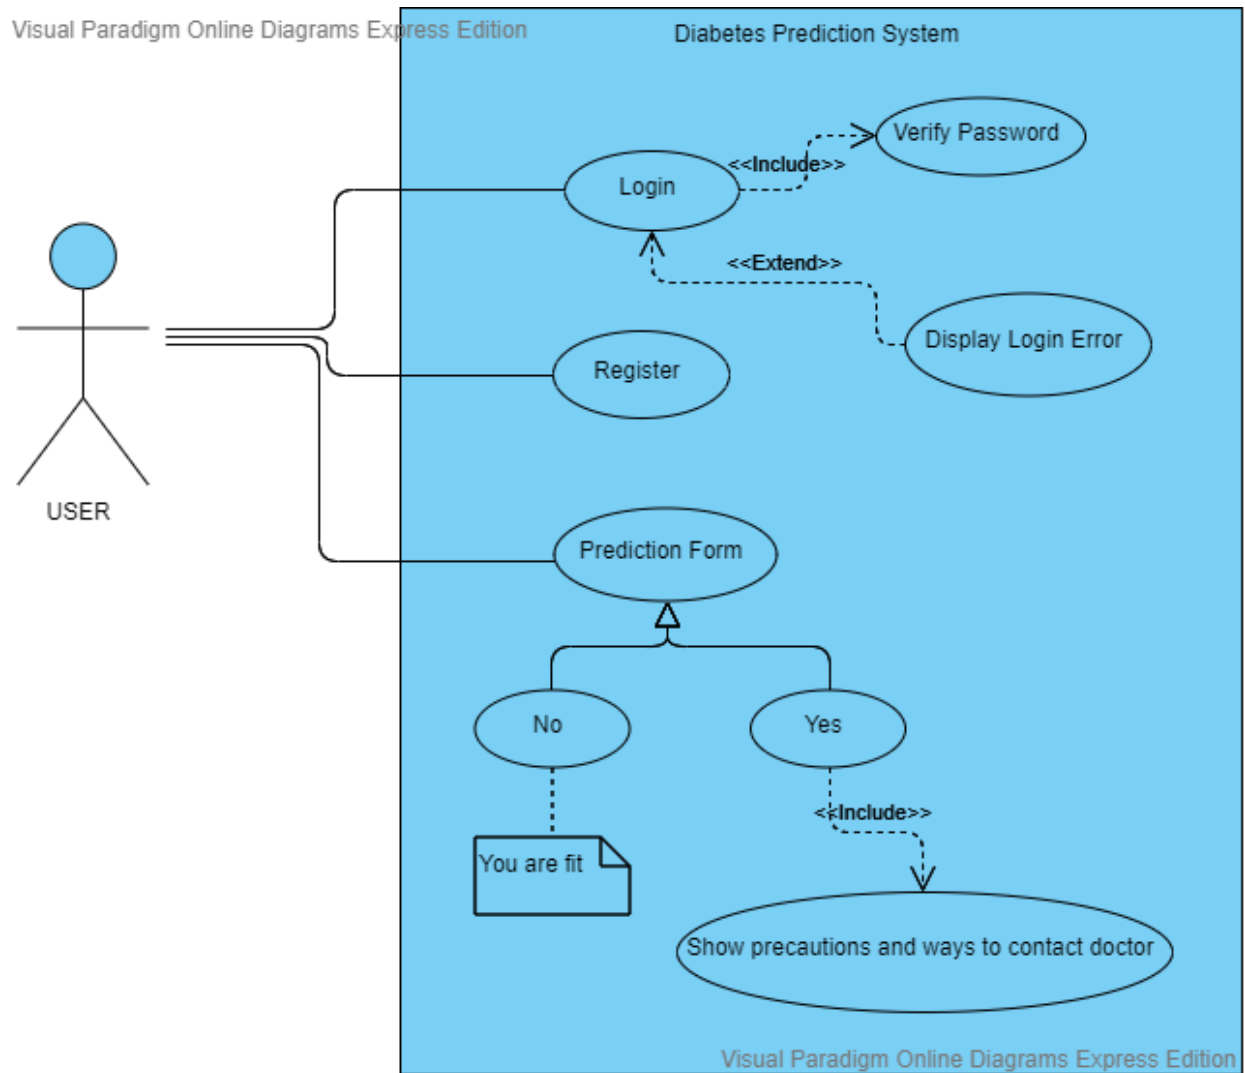 Visual Paradigm Online Diagrams Express Edition
Diabetes Prediction System
Verify Password
<<Include>>
Login
<<Extend>>
Display Login Error
Register
USER
Prediction Form
No
Yes
<<Include>>
You are fit
Show precautions and ways to contact doctor
Visual Paradigm Online Diagrams Express Edition